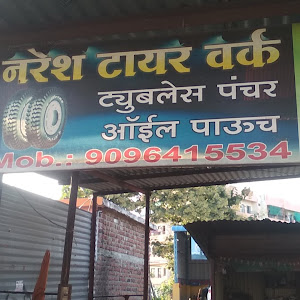 नरेश टायर वर्क
ट्युबलेस पंचर
ऑईल पाऊच
Mob.: 9096415534